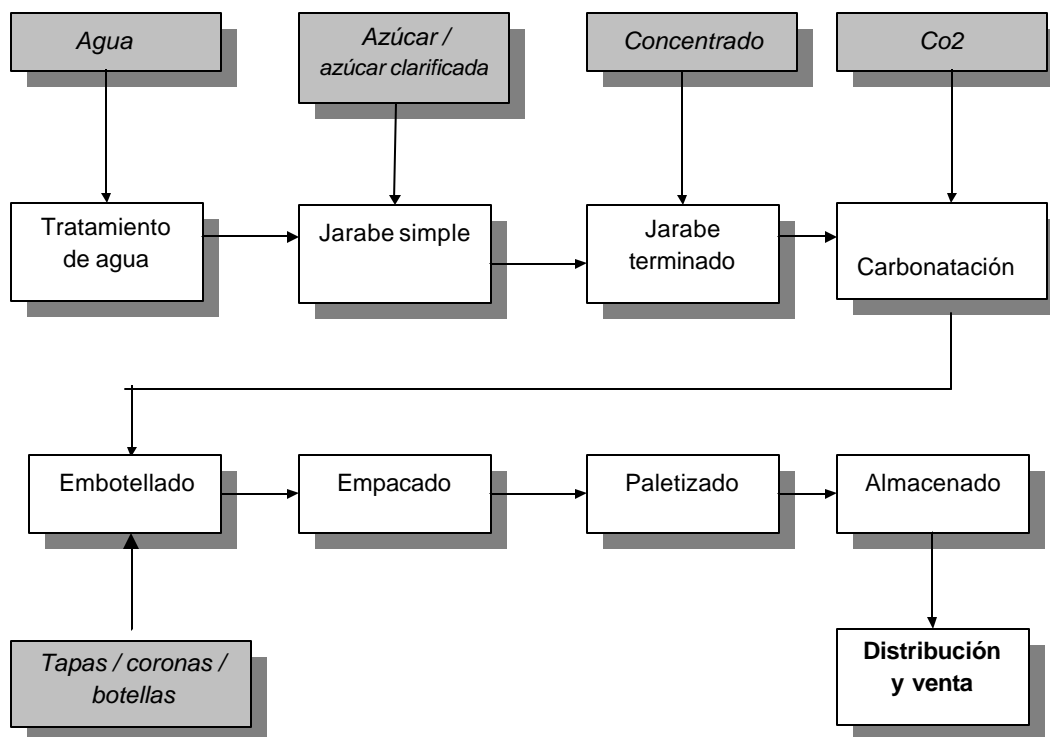 Agua
Azúcar /
azúcar clarificada
Concentrado
Co2
Tratamiento
de agua
Jarabe simple
Jarabe
terminado
Carbonatación
Embotellado
Empacado
Paletizado
Almacenado
Tapas / coronas /
botellas
Distribución
y venta